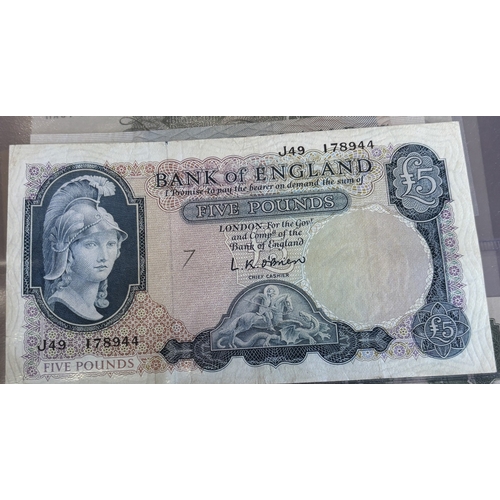 J49 178944
BANK of ENGLAND
I Promise to pay the bearer on demand the sum of
£5
FIVE POUNDS
LONDON, For the Govr
and Compa of the
Bank of England
7
L.K. O'Brien
CHIEF CASHIER
J49 178944
£5
FIVE POUNDS